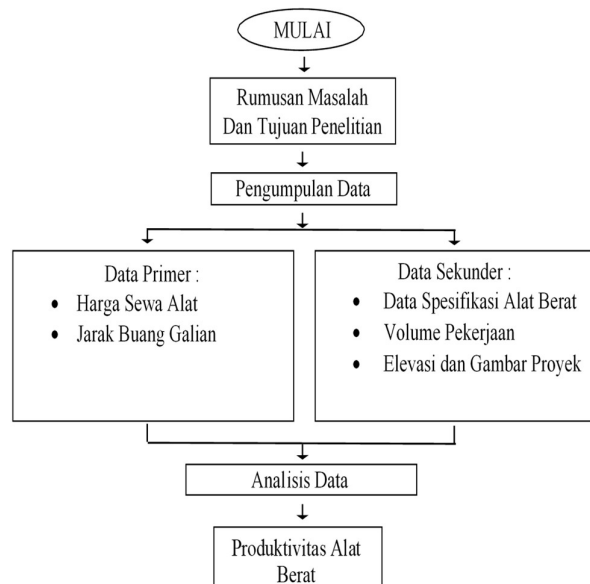 MULAI
Rumusan Masalah
Dan Tujuan Penelitian
Pengumpulan Data
Data Primer :
• Harga Sewa Alat
• Jarak Buang Galian
Data Sekunder :
• Data Spesifikasi Alat Berat
• Volume Pekerjaan
• Elevasi dan Gambar Proyek
Analisis Data
Produktivitas Alat
Berat